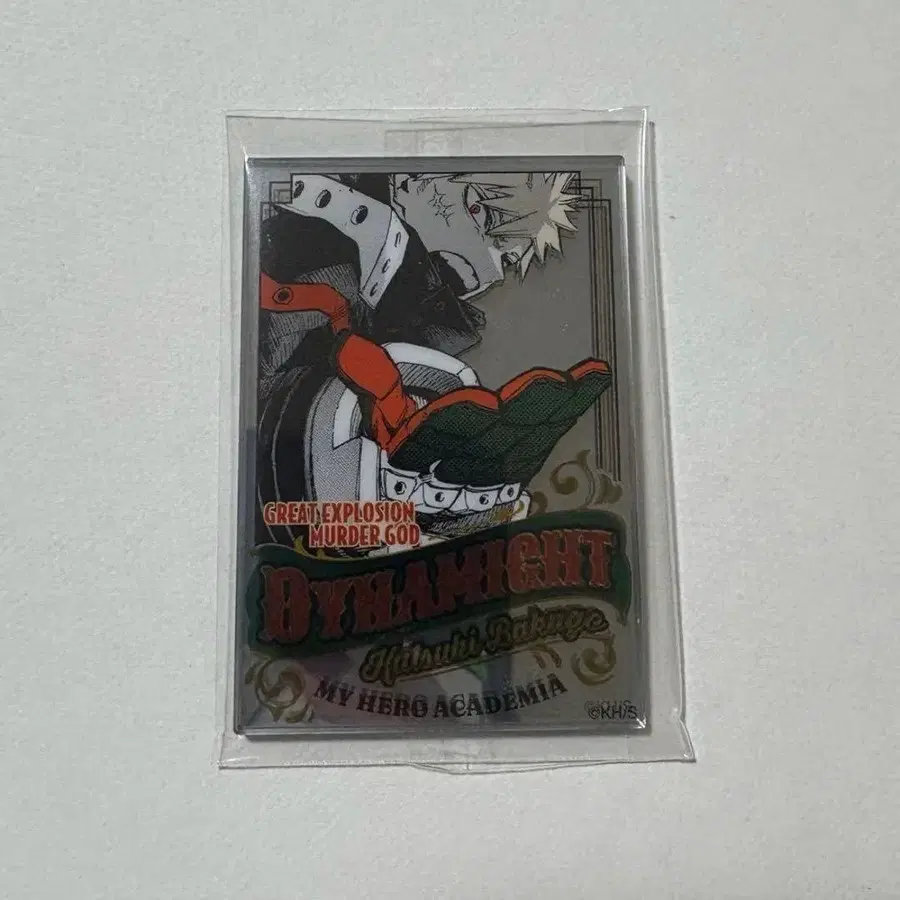 GREAT EXPLOSION
MURDER GOD
DYNAMIGHT
Katsuki Bakugo
MY HERO ACADEMIA
©KH/S